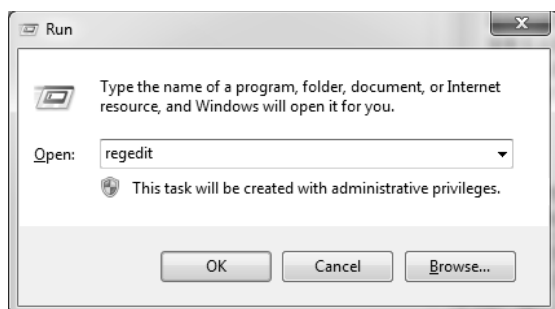 Run
Type the name of a program, folder, document, or Internet
resource, and Windows will open it for you.
Open: regedit
This task will be created with administrative privileges.
OK Cancel Browse...